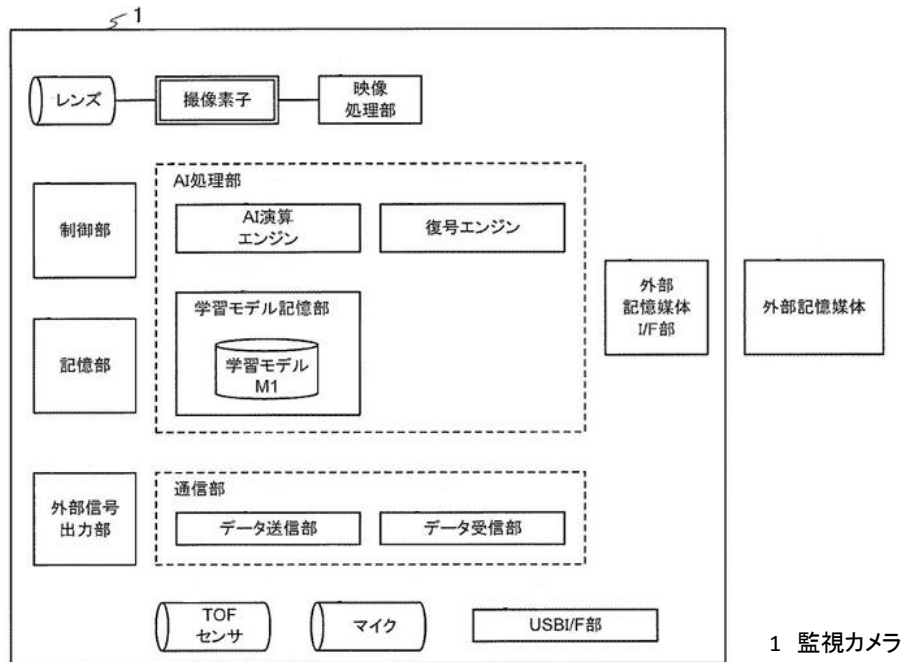 1
レンズ
撮像素子
映像
処理部
制御部
AI処理部
AI演算
エンジン
復号エンジン
学習モデル記憶部
学習モデル
M1
外部
記憶媒体
I/F部
外部記憶媒体
記憶部
外部信号
出力部
通信部
データ送信部
データ受信部
TOF
センサ
マイク
USBI/F部
1 監視カメラ